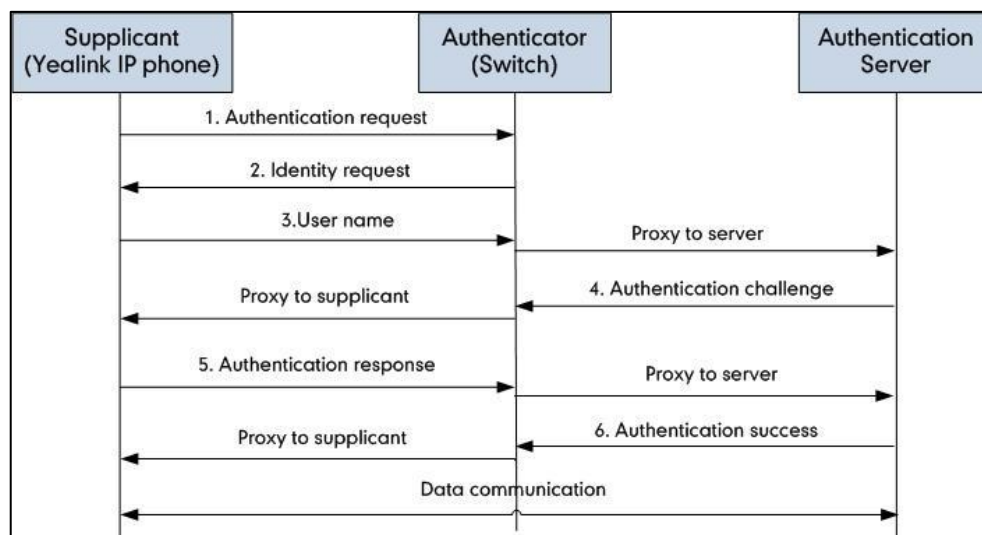 Supplicant
(Yealink IP phone)
Authenticator
(Switch)
Authentication
Server
1. Authentication request
2. Identity request
3.User name
Proxy to server
4. Authentication challenge
Proxy to supplicant
5. Authentication response
Proxy to server
6. Authentication success
Proxy to supplicant
Data communication